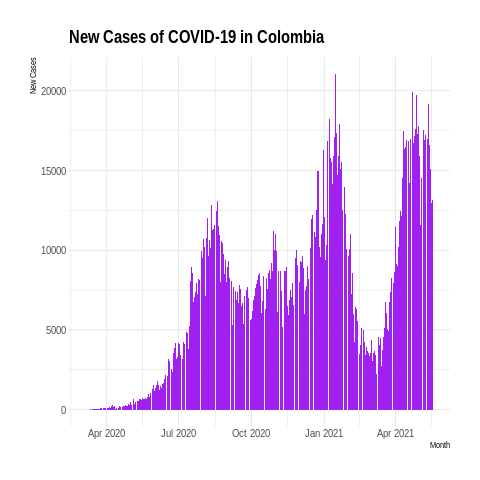 New Cases of COVID-19 in Colombia
New Cases
20000
15000
10000
5000
0
Apr 2020 Jul 2020 Oct 2020 Jan 2021 Apr 2021
Month